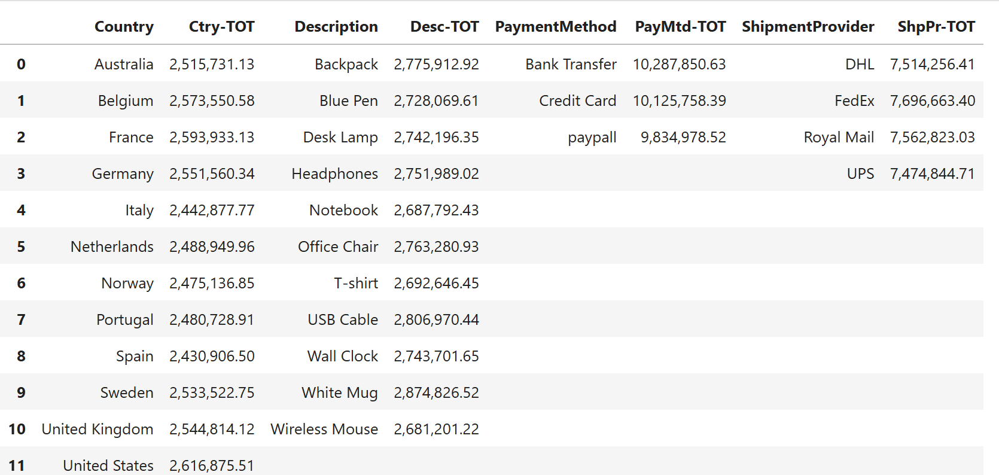 Country Ctry-TOT Description Desc-TOT PaymentMethod PayMtd-TOT ShipmentProvider ShpPr-TOT
0 Australia 2,515,731.13 Backpack 2,775,912.92 Bank Transfer 10,287,850.63 DHL 7,514,256.41
1 Belgium 2,573,550.58 Blue Pen 2,728,069.61 Credit Card 10,125,758.39 FedEx 7,696,663.40
2 France 2,593,933.13 Desk Lamp 2,742,196.35 paypall 9,834,978.52 Royal Mail 7,562,823.03
3 Germany 2,551,560.34 Headphones 2,751,989.02 UPS 7,474,844.71
4 Italy 2,442,877.77 Notebook 2,687,792.43
5 Netherlands 2,488,949.96 Office Chair 2,763,280.93
6 Norway 2,475,136.85 T-shirt 2,692,646.45
7 Portugal 2,480,728.91 USB Cable 2,806,970.44
8 Spain 2,430,906.50 Wall Clock 2,743,701.65
9 Sweden 2,533,522.75 White Mug 2,874,826.52
10 United Kingdom 2,544,814.12 Wireless Mouse 2,681,201.22
11 United States 2,616,875.51